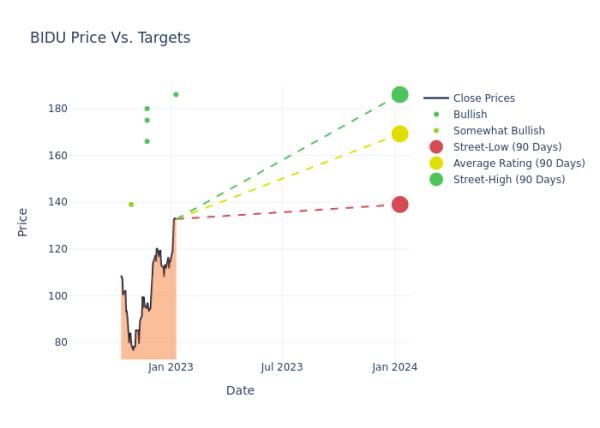 BIDU Price Vs. Targets
180
160
140
120
100
80
Price
Jan 2023
Jul 2023
Jan 2024
Date
Close Prices
Bullish
Somewhat Bullish
Street-Low (90 Days)
Average Rating (90 Days)
Street-High (90 Days)